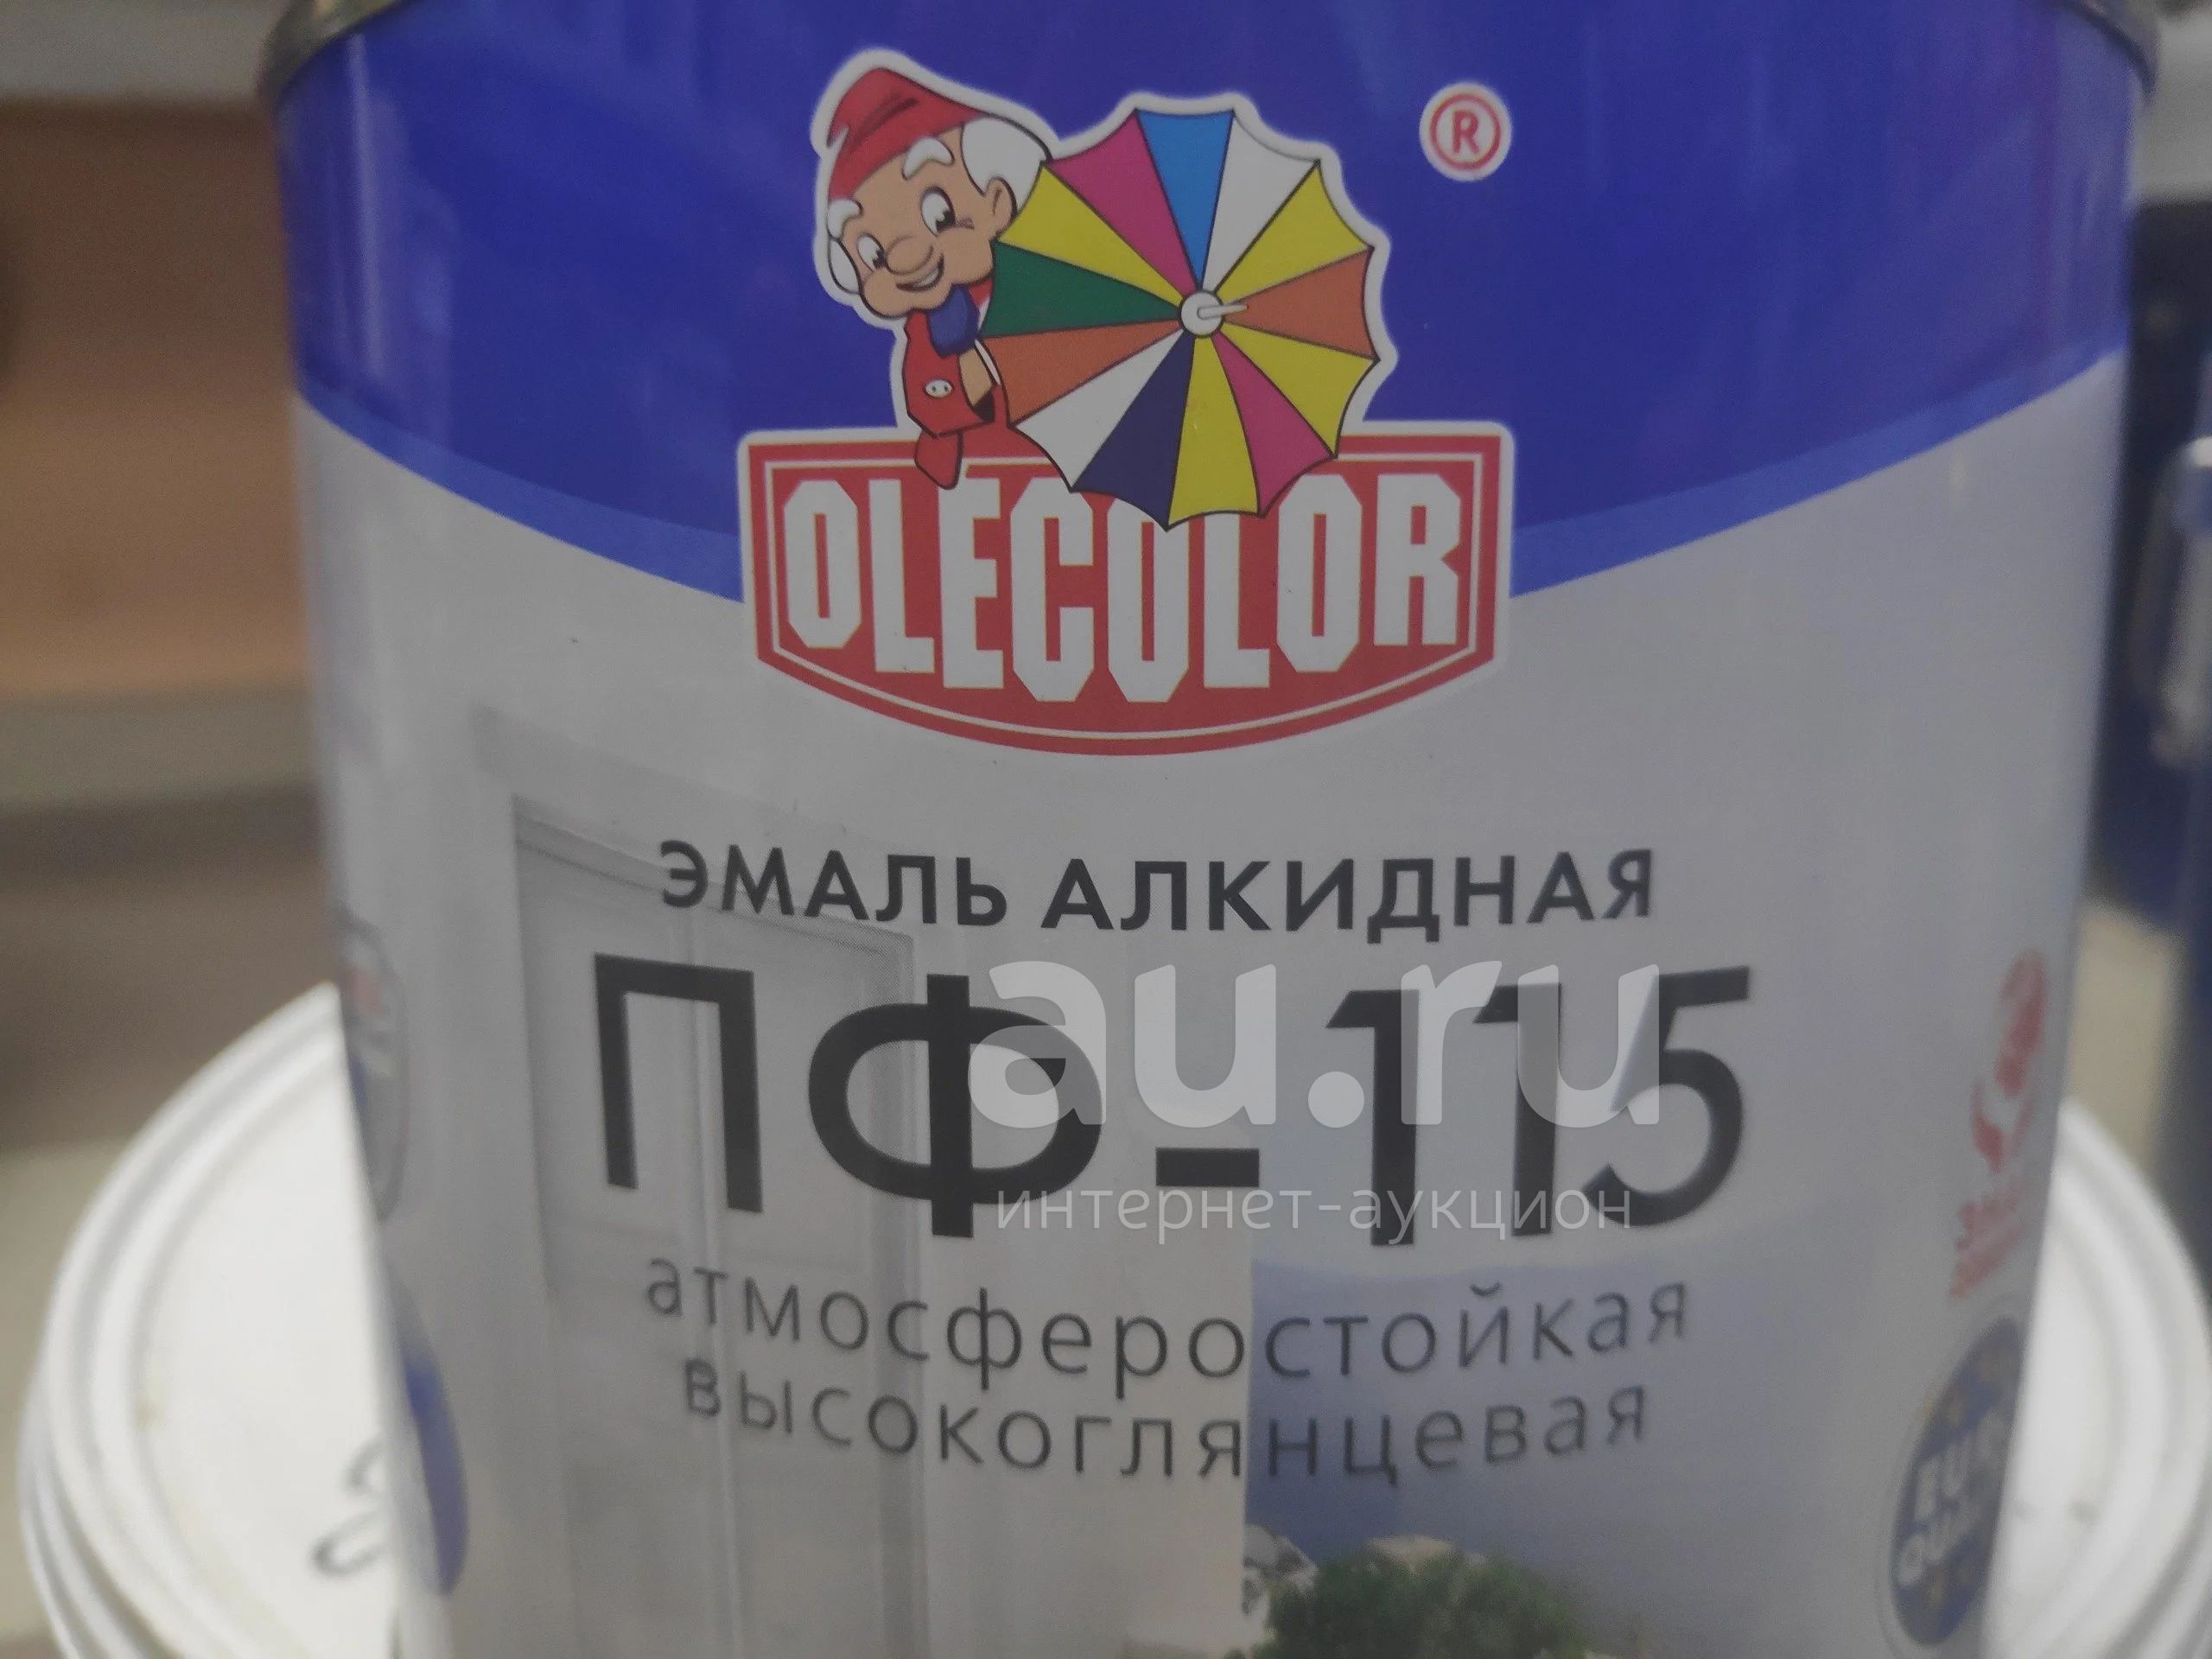 ®
OLECOLOR
ЭМАЛЬ АЛКИДНАЯ
ПФ-115
au.ru
интернет-аукцион
атмосферостойкая
высокоглянцевая